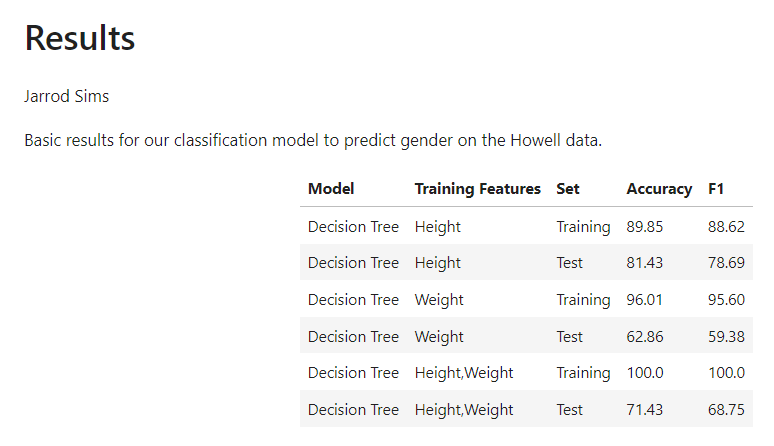 Results
Jarrod Sims
Basic results for our classification model to predict gender on the Howell data.
Model Training Features Set Accuracy F1
Decision Tree Height Training 89.85 88.62
Decision Tree Height Test 81.43 78.69
Decision Tree Weight Training 96.01 95.60
Decision Tree Weight Test 62.86 59.38
Decision Tree Height,Weight Training 100.0 100.0
Decision Tree Height,Weight Test 71.43 68.75